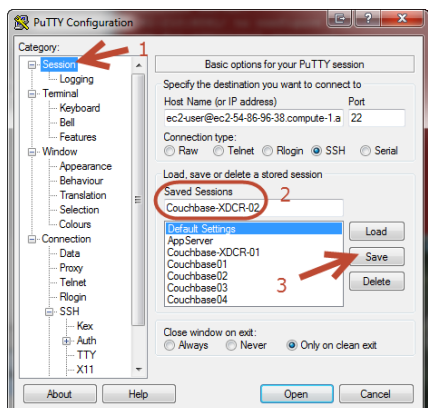 PuTTY Configuration
?
X
Category:
1
Session
Logging
Terminal
Keyboard
Bell
Features
Window
Appearance
Behaviour
Translation
Selection
Colours
Connection
Data
Proxy
Telnet
Rlogin
SSH
Kex
Auth
TTY
X11
Basic options for your PuTTY session
Specify the destination you want to connect to
Host Name (or IP address) Port
ec2-user@ec2-54-86-96-38.compute-1.a 22
Connection type:
Raw Telnet Rlogin SSH Serial
Load, save or delete a stored session
Saved Sessions
2
Couchbase-XDCR-02
Default Settings
AppServer
Couchbase-XDCR-01
Couchbase01
Couchbase02
Couchbase03
Couchbase04
Load
Save
3
Delete
Close window on exit:
Always Never Only on clean exit
About Help Open Cancel